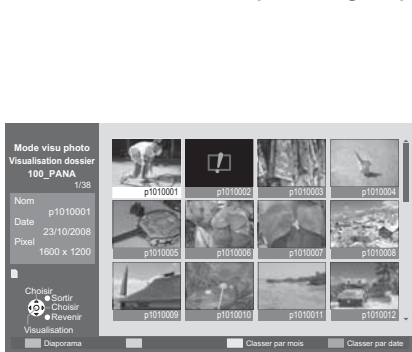 Mode visu photo
Visualisation dossier
100_PANA
1/38
Nom
p1010001
Date
23/10/2008
Pixel
1600 x 1200
Choisir
Sortir
Choisir
Revenir
Visualisation
p1010001 p1010002 p1010003 p1010004
p1010005 p1010006 p1010007 p1010008
p1010009 p1010010 p1010011 p1010012
Diaporama Classer par mois Classer par date